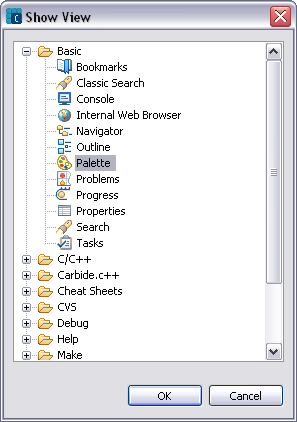 Show View
Basic
Bookmarks
Classic Search
Console
Internal Web Browser
Navigator
Outline
Palette
Problems
Progress
Properties
Search
Tasks
C/C++
Carbide.c++
Cheat Sheets
CVS
Debug
Help
Make
OK
Cancel